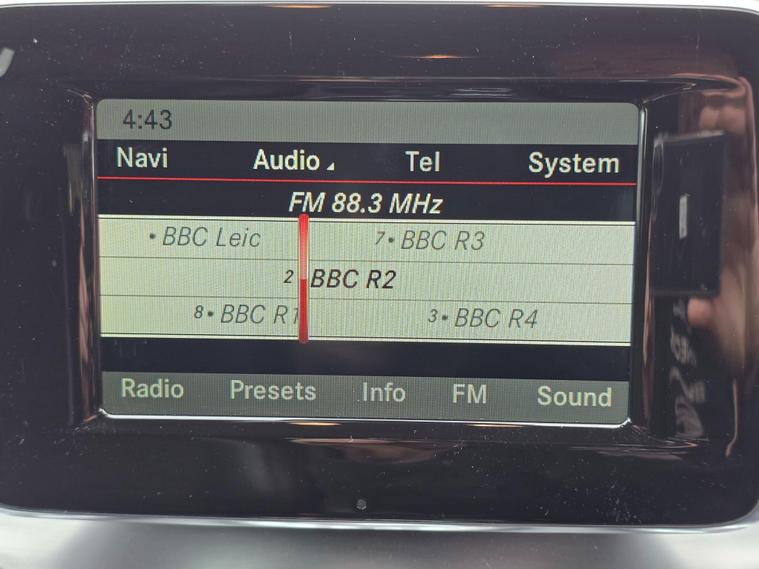 4:43
Navi Audio Tel System
FM 88.3 MHz
• BBC Leic 7• BBC R3
2 BBC R2
8• BBC R1 3• BBC R4
Radio Presets Info FM Sound